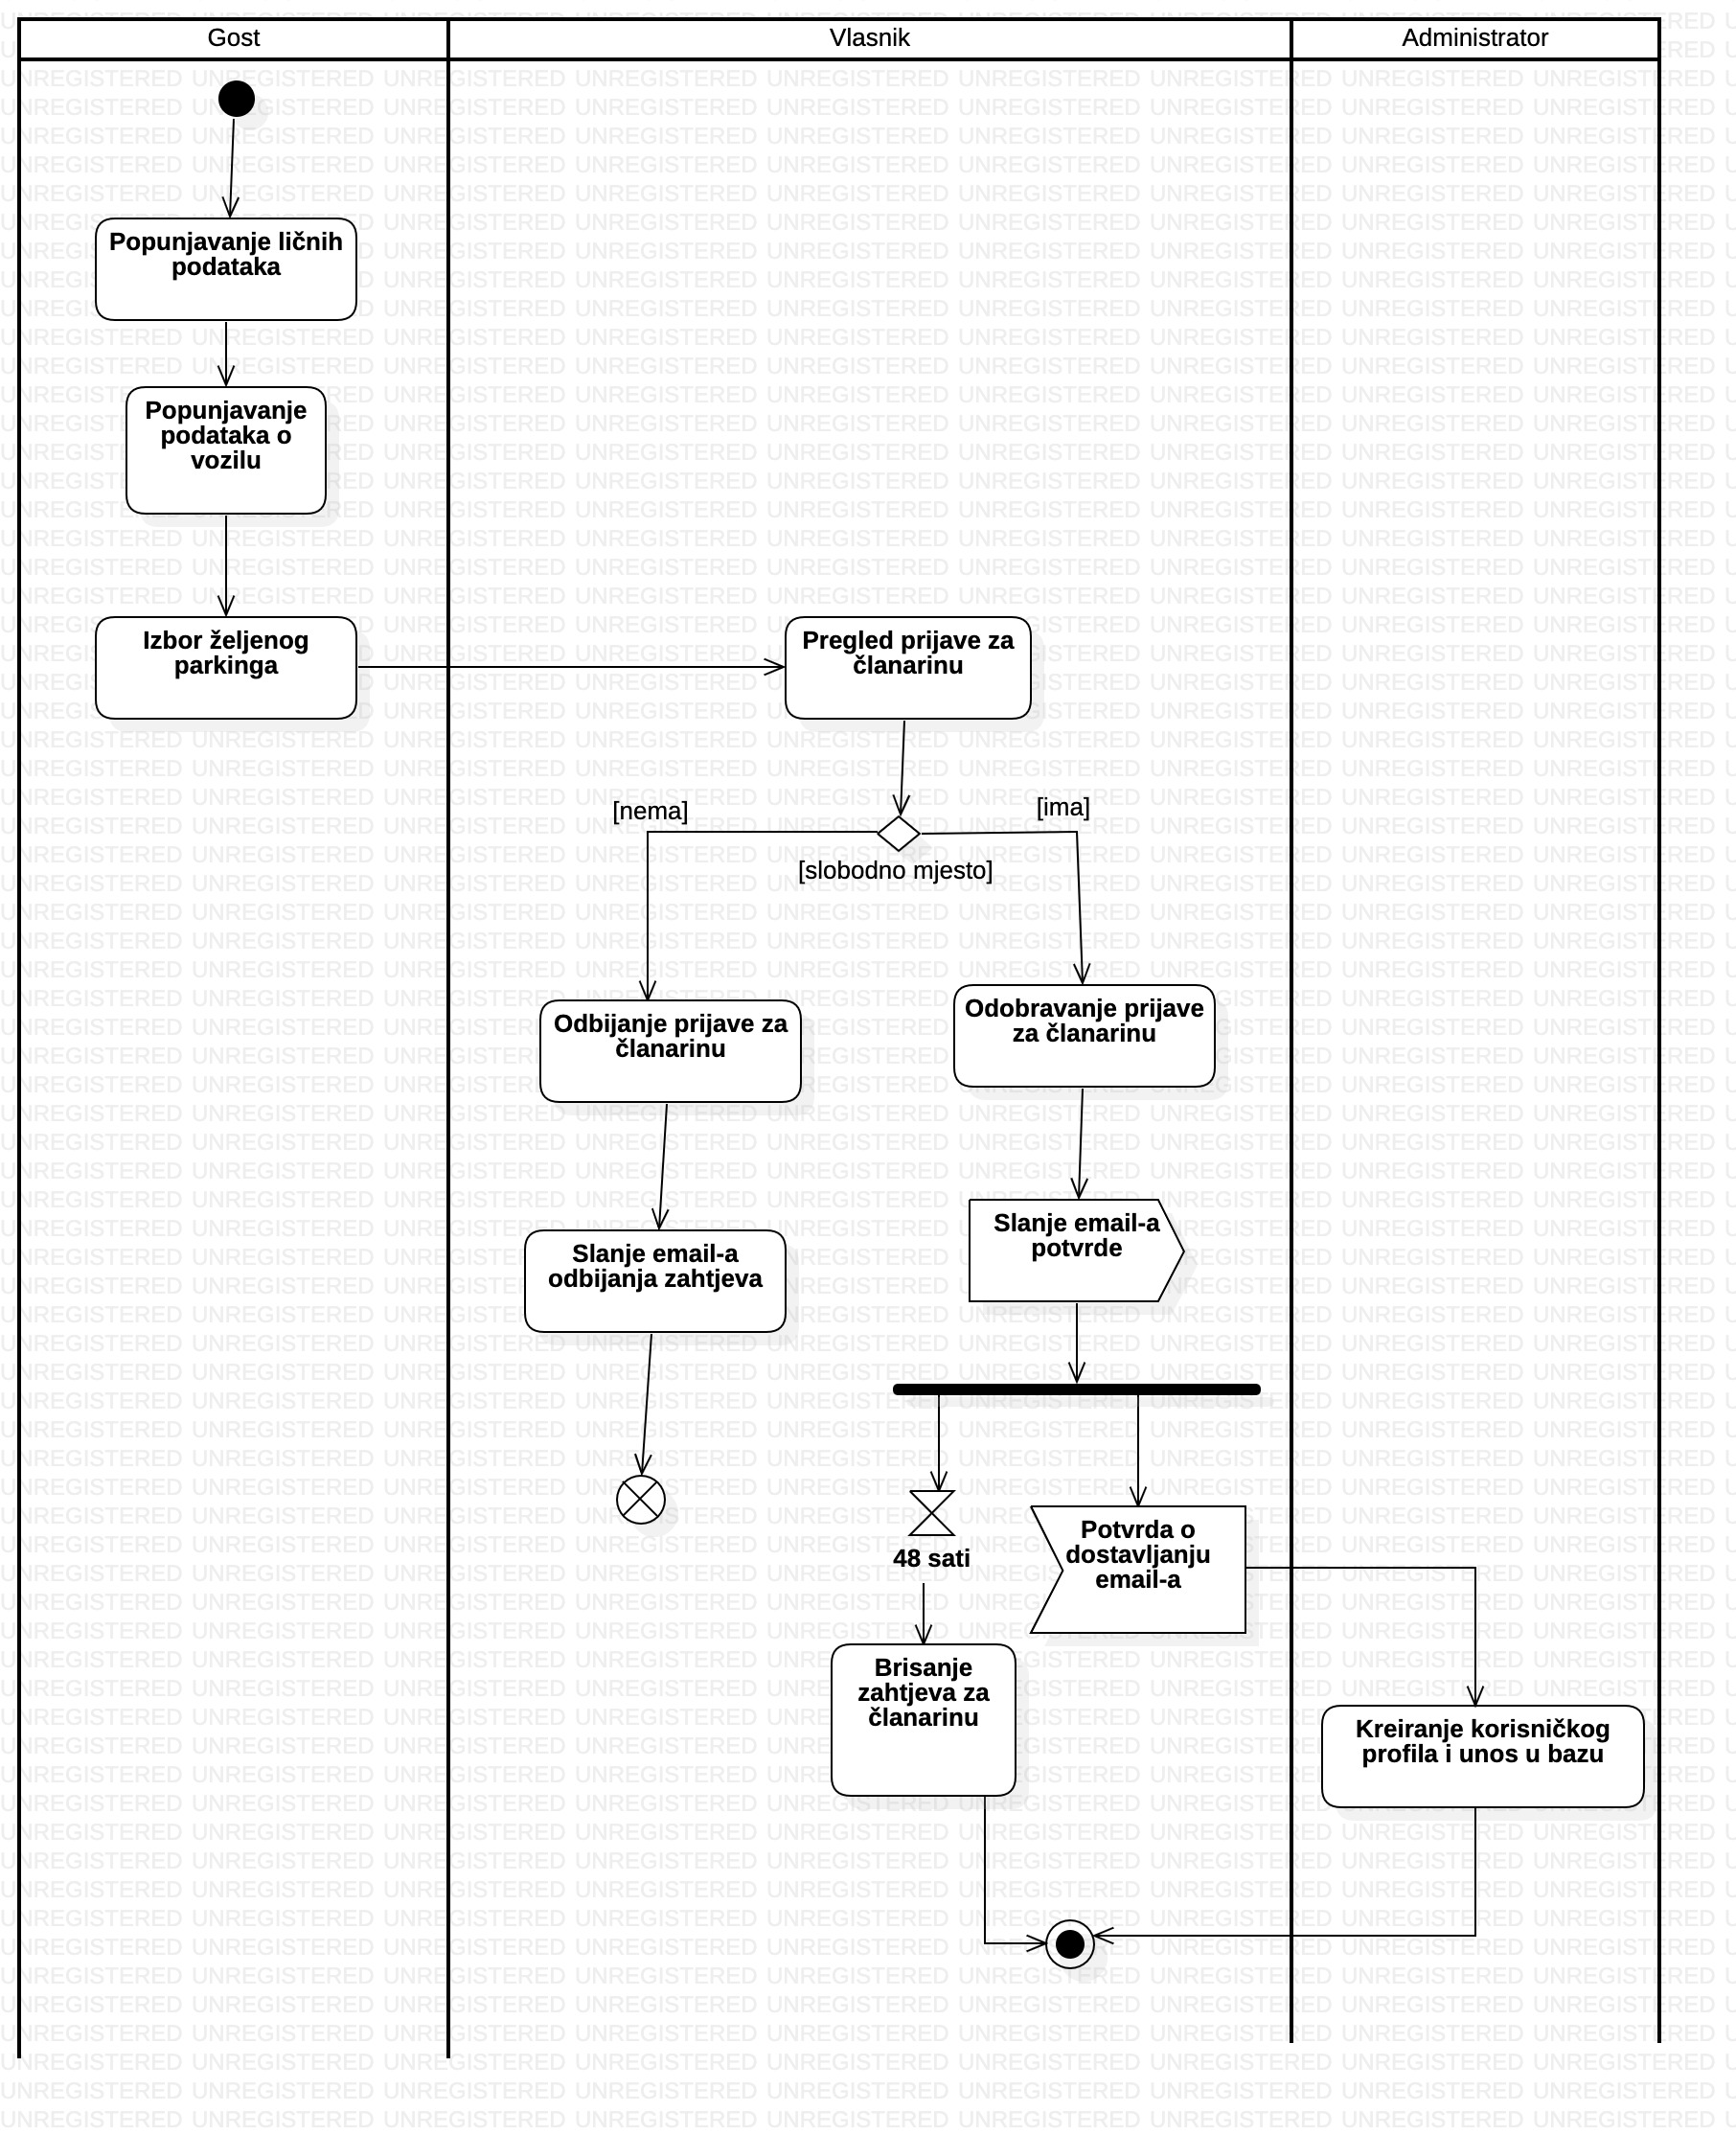 Gost
Vlasnik
Administrator
Popunjavanje ličnih
podataka
Popunjavanje
podataka o
vozilu
Izbor željenog
parkinga
Pregled prijave za
članarinu
[nema]
[ima]
[slobodno mjesto]
Odbijanje prijave za
članarinu
Odobravanje prijave
za članarinu
Slanje email-a
odbijanja zahtjeva
Slanje email-a
potvrde
48 sati
Potvrda o
dostavljanju
email-a
Brisanje
zahtjeva za
članarinu
Kreiranje korisničkog
profila i unos u bazu
UNREGISTERED